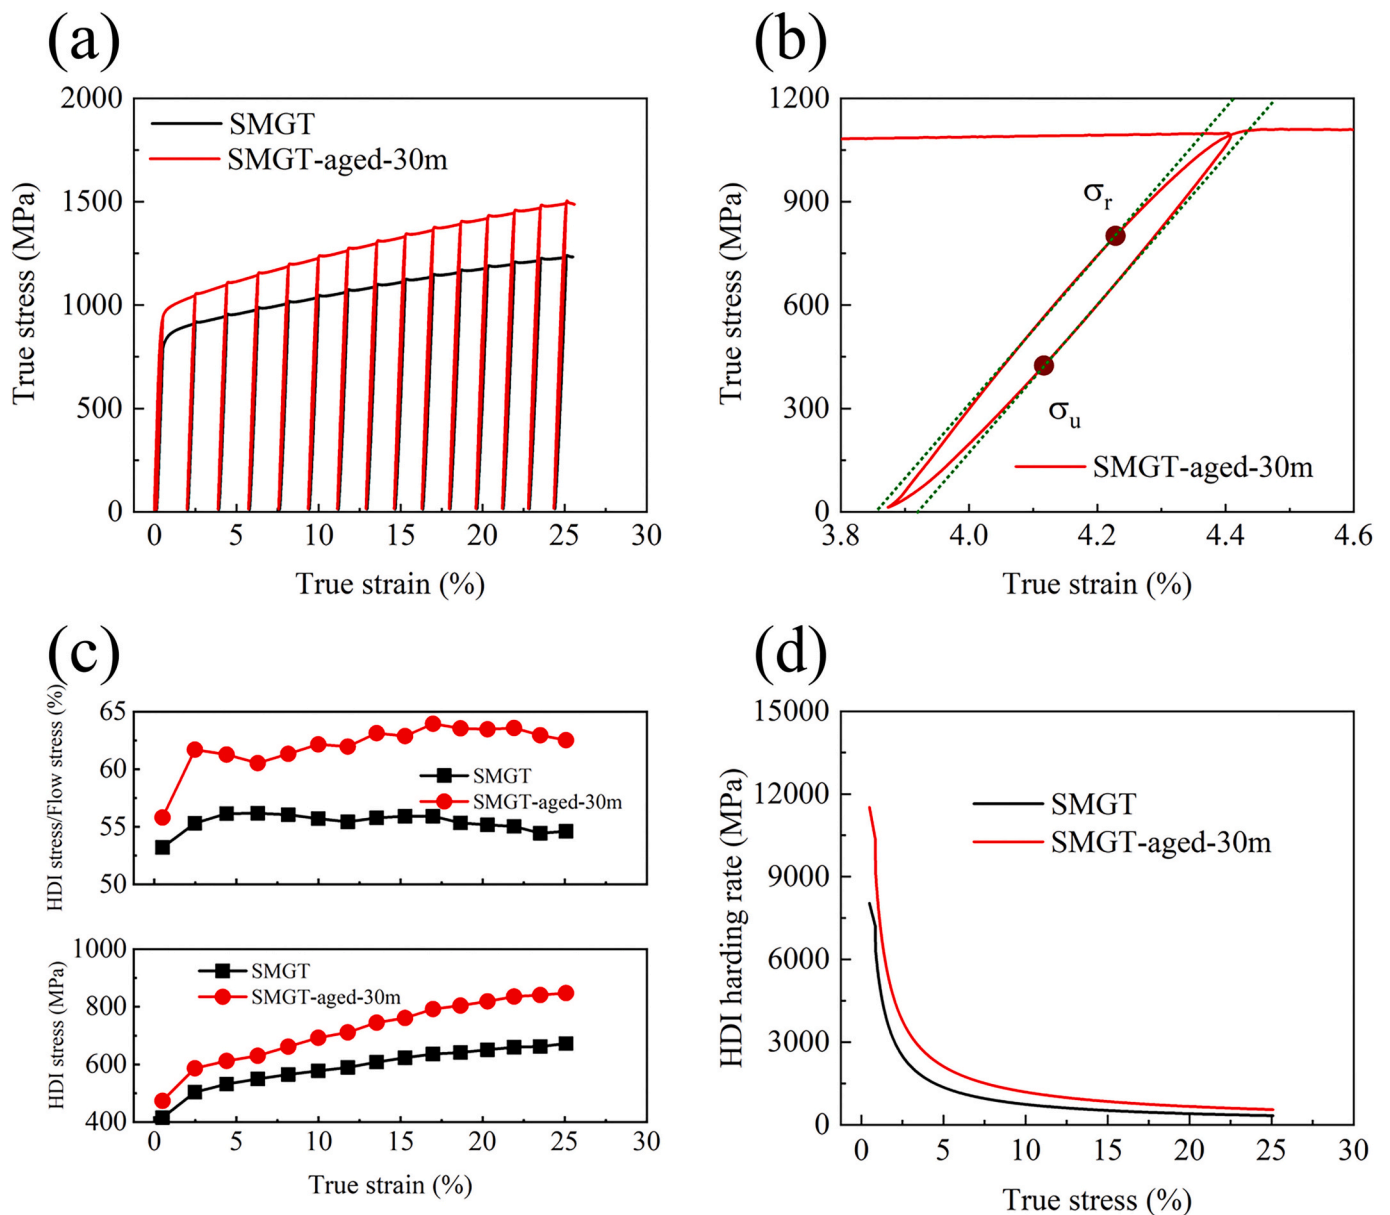 (a)
2000
1500
1000
500
0
True stress (MPa)
SMGT
SMGT-aged-30m
0 5 10 15 20 25 30
True strain (%)
(b)
1200
900
600
300
0
True stress (MPa)
σr
σu
SMGT-aged-30m
3.8 4.0 4.2 4.4 4.6
True strain (%)
(c)
65
60
55
50
HDI stress/Flow stress (%)
SMGT
SMGT-aged-30m
1000
800
600
400
HDI stress (MPa)
SMGT
SMGT-aged-30m
0 5 10 15 20 25 30
True strain (%)
(d)
15000
12000
9000
6000
3000
0
HDI harding rate (MPa)
SMGT
SMGT-aged-30m
0 5 10 15 20 25 30
True stress (%)